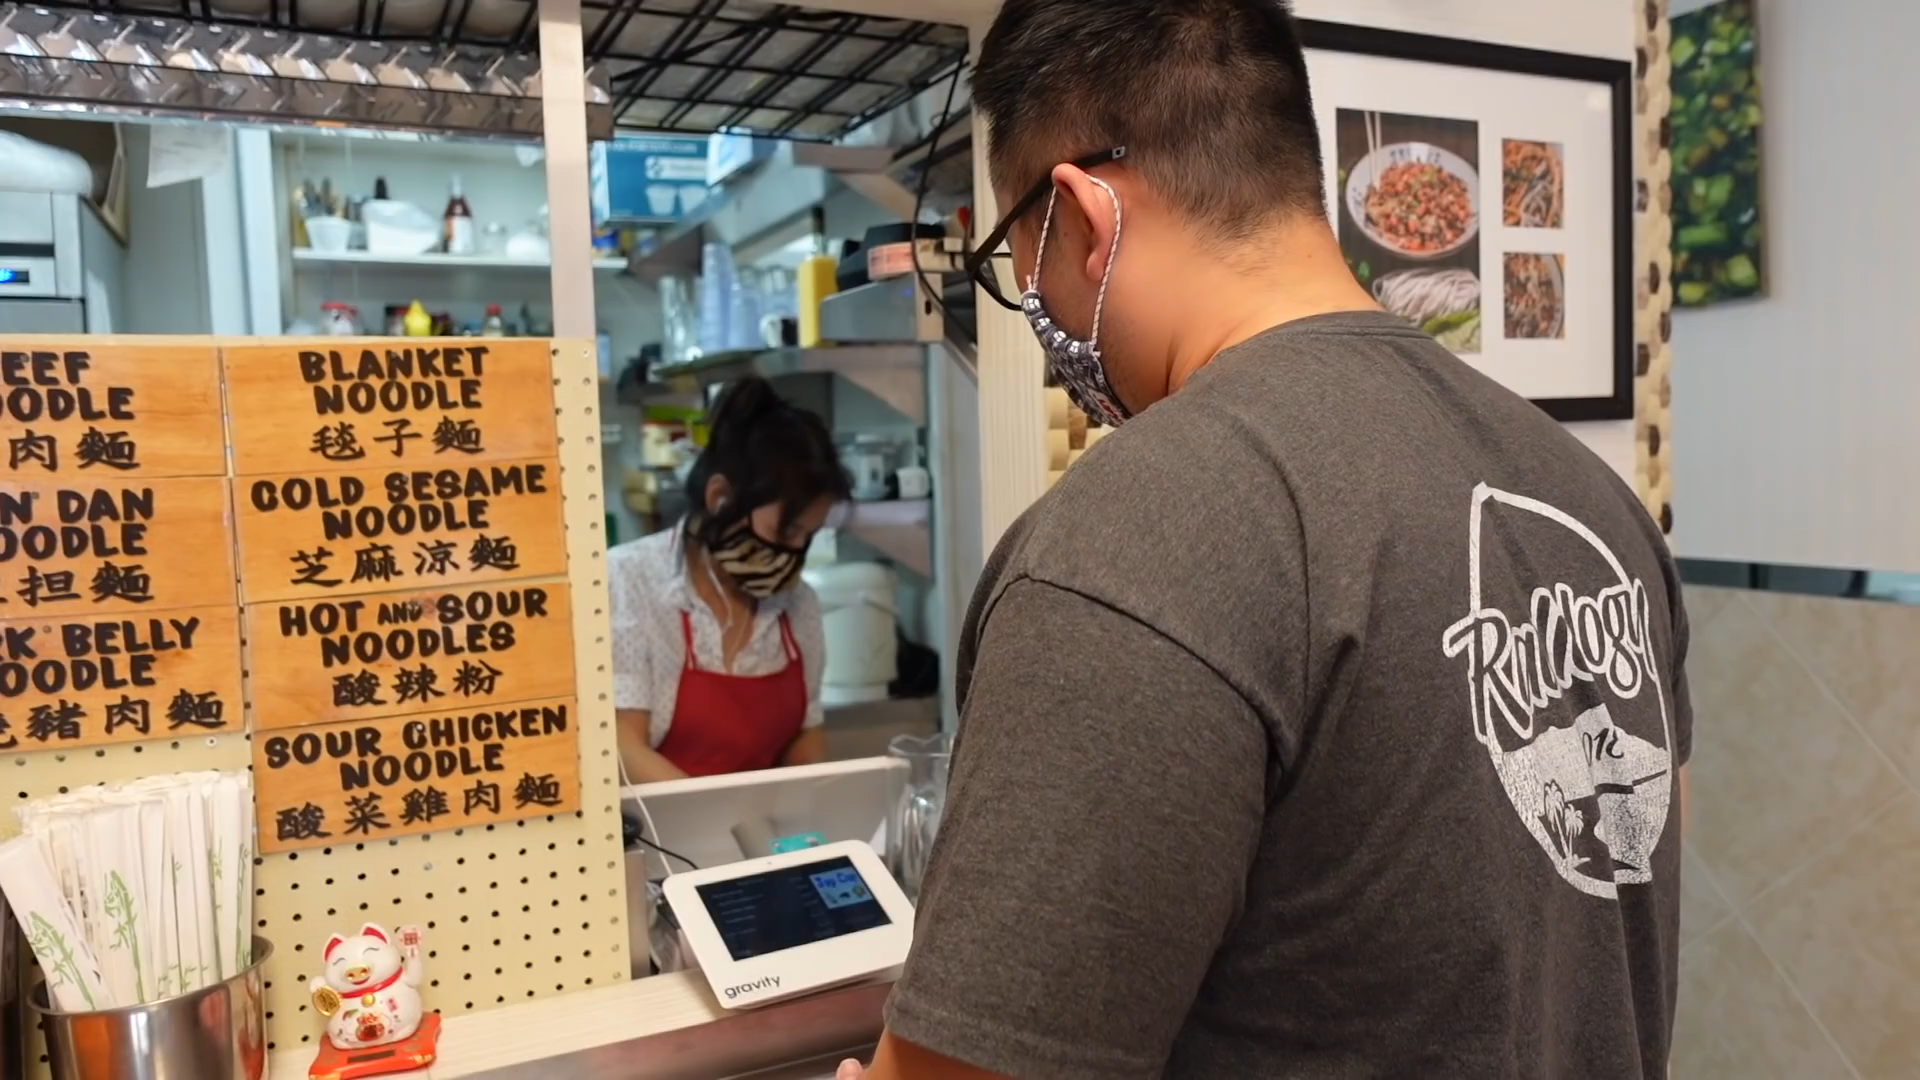 EEF
OODLE
肉麵
N DAN
OODLE
担麵
RK BELLY
OODLE
豬肉麵
BLANKET
NOODLE
毯子麵
COLD SESAME
NOODLE
芝麻涼麵
HOT AND SOUR
NOODLES
酸辣粉
SOUR CHICKEN
NOODLE
酸菜雞肉麵
gravity